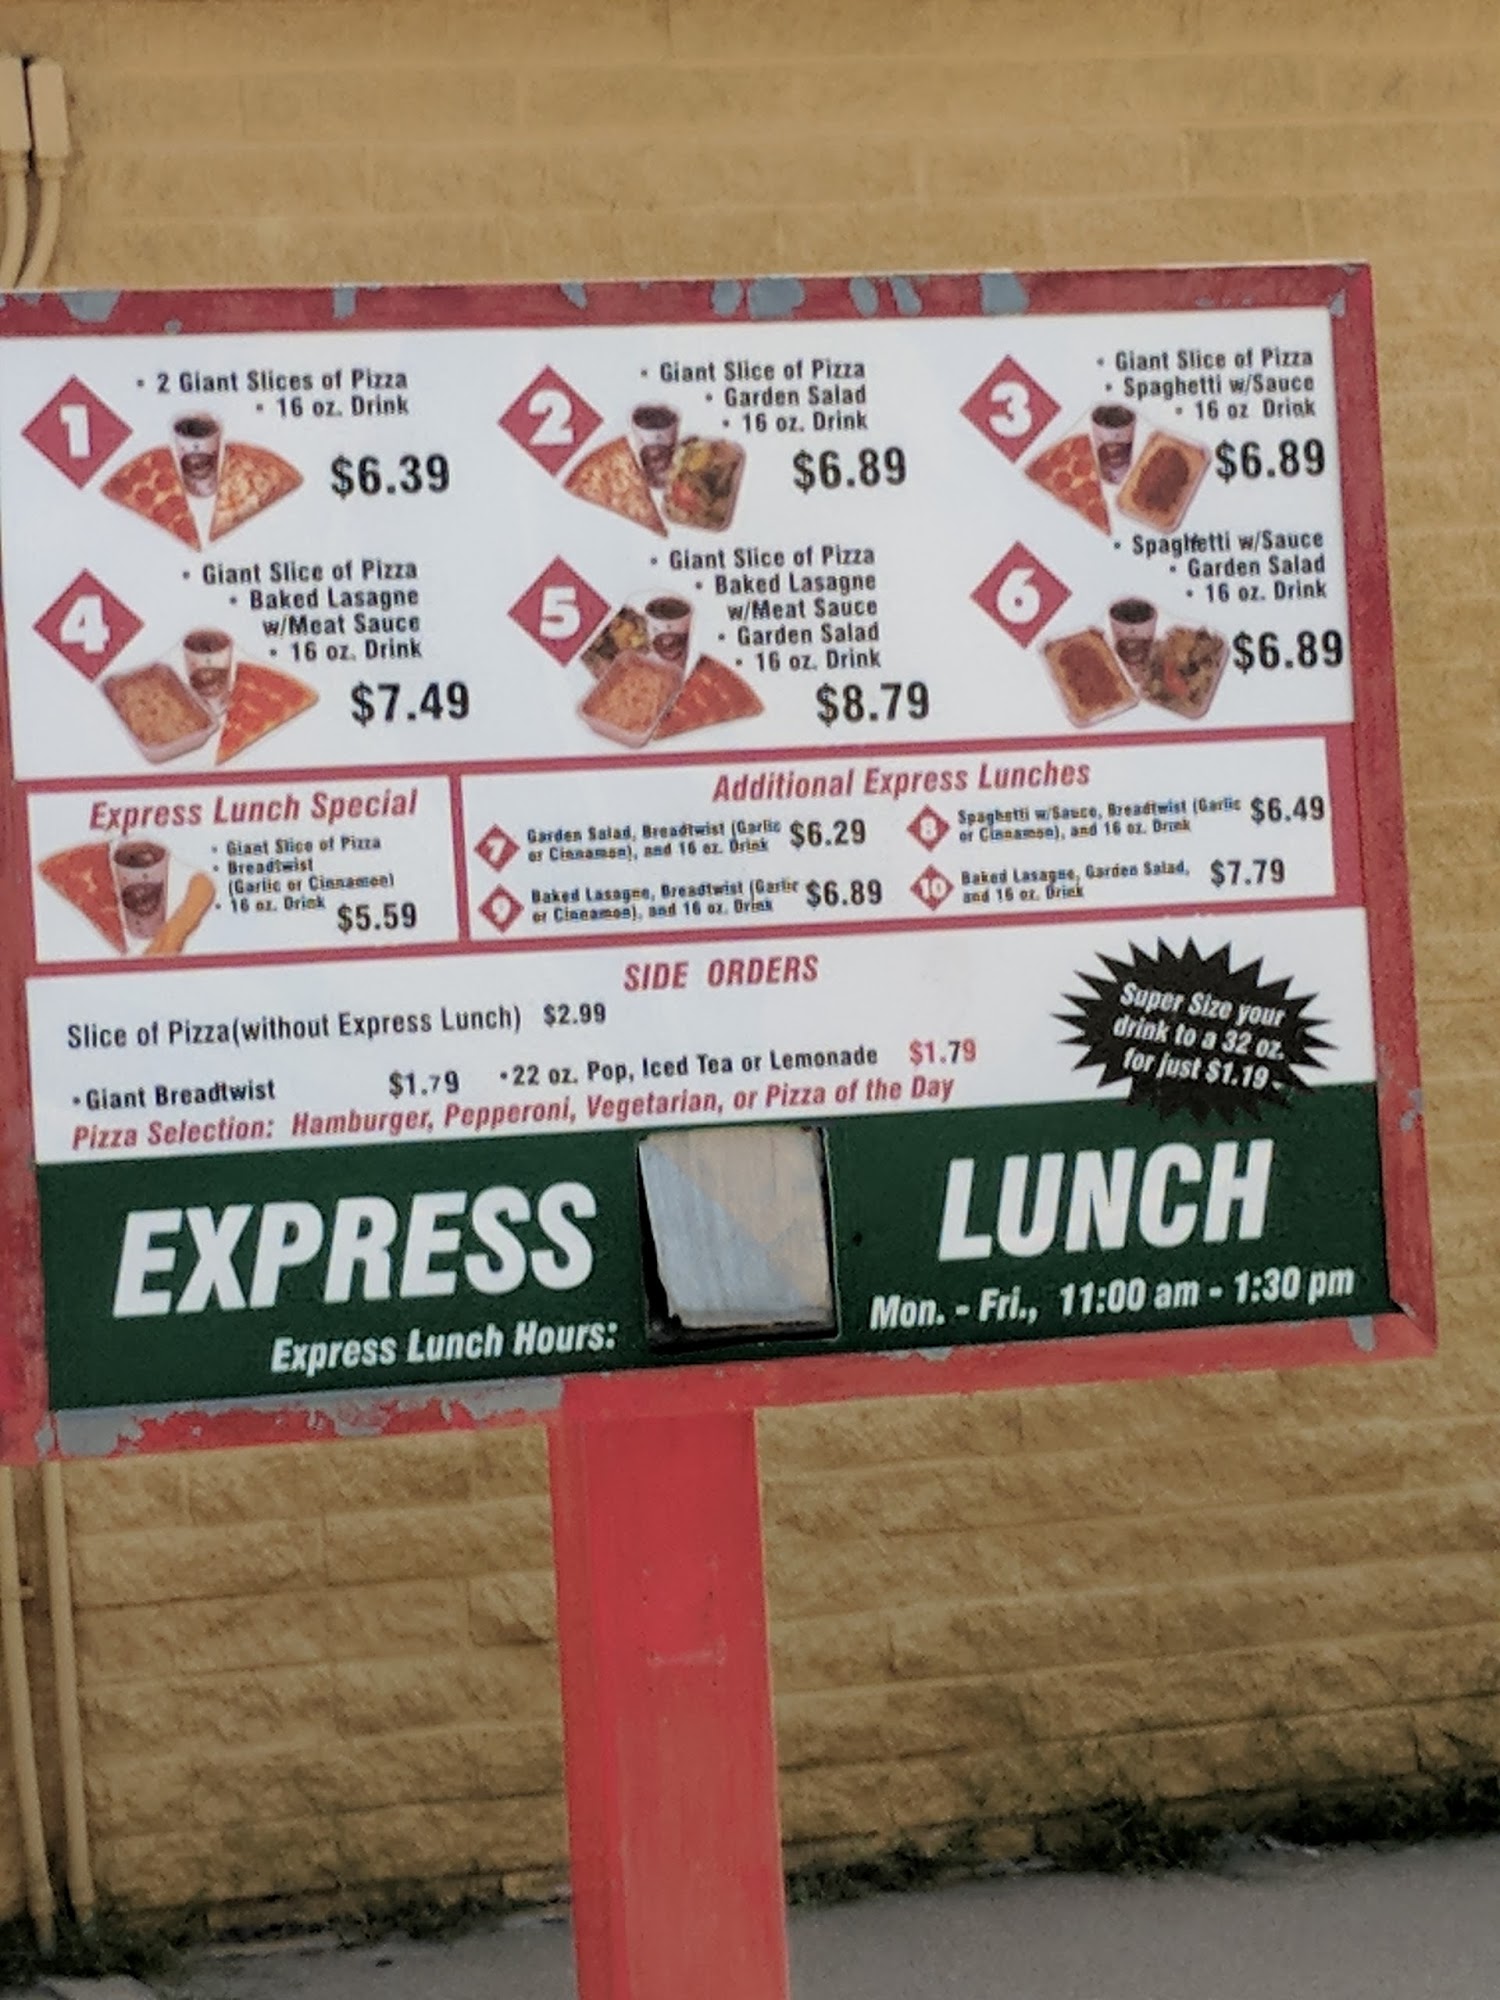 1
• 2 Giant Slices of Pizza
• 16 oz. Drink
$6.39
2
• Giant Slice of Pizza
• Garden Salad
• 16 oz. Drink
$6.89
3
• Giant Slice of Pizza
• Spaghetti w/Sauce
• 16 oz Drink
$6.89
4
• Giant Slice of Pizza
• Baked Lasagne
w/Meat Sauce
• 16 oz. Drink
$7.49
5
• Giant Slice of Pizza
• Baked Lasagne
w/Meat Sauce
• Garden Salad
• 16 oz. Drink
$8.79
6
• Spaghetti w/Sauce
• Garden Salad
• 16 oz. Drink
$6.89
Express Lunch Special
• Giant Slice of Pizza
• Breadtwist
(Garlic or Cinnamon)
• 16 oz. Drink
$5.59
Additional Express Lunches
7 Garden Salad, Breadtwist (Garlic
or Cinnamon), and 16 oz. Drink
$6.29
8 Spaghetti w/Sauce, Breadtwist (Garlic
or Cinnamon), and 16 oz. Drink
$6.49
9 Baked Lasagne, Breadtwist (Garlic
or Cinnamon), and 16 oz. Drink
$6.89
10 Baked Lasagne, Garden Salad,
and 16 oz. Drink
$7.79
SIDE ORDERS
Slice of Pizza(without Express Lunch) $2.99
• Giant Breadtwist $1.79 • 22 oz. Pop, Iced Tea or Lemonade $1.79
Pizza Selection: Hamburger, Pepperoni, Vegetarian, or Pizza of the Day
Super Size your
drink to a 32 oz.
for just $1.19
EXPRESS LUNCH
Express Lunch Hours: Mon. - Fri., 11:00 am - 1:30 pm